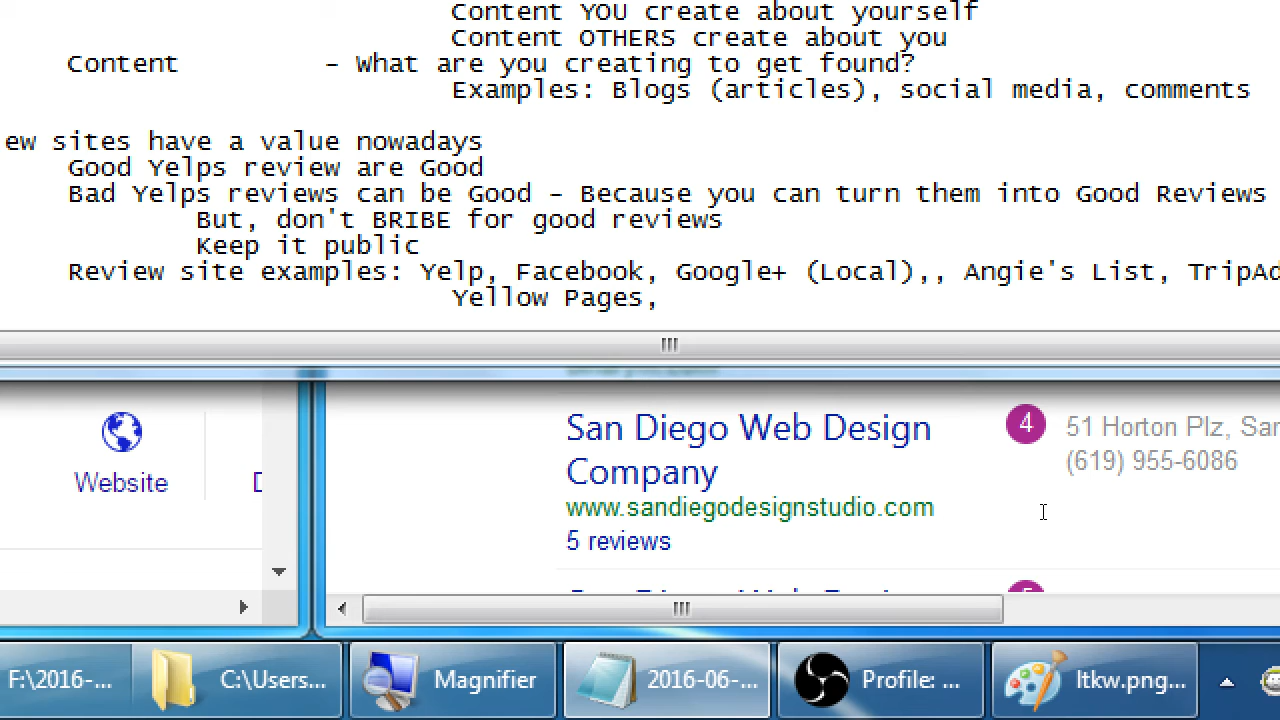 Content YOU create about yourself
Content OTHERS create about you
Content – What are you creating to get found?
Examples: Blogs (articles), social media, comments
ew sites have a value nowadays
Good Yelps review are Good
Bad Yelps reviews can be Good – Because you can turn them into Good Reviews
But, don't BRIBE for good reviews
Keep it public
Review site examples: Yelp, Facebook, Google+ (Local),, Angie's List, TripAd
Yellow Pages,
Website
San Diego Web Design
Company
www.sandiegodesignstudio.com
5 reviews
4
51 Horton Plz, San
(619) 955-6086
F:\2016-...
C:\Users...
Magnifier
2016-06-...
Profile: ...
ltkw.png...